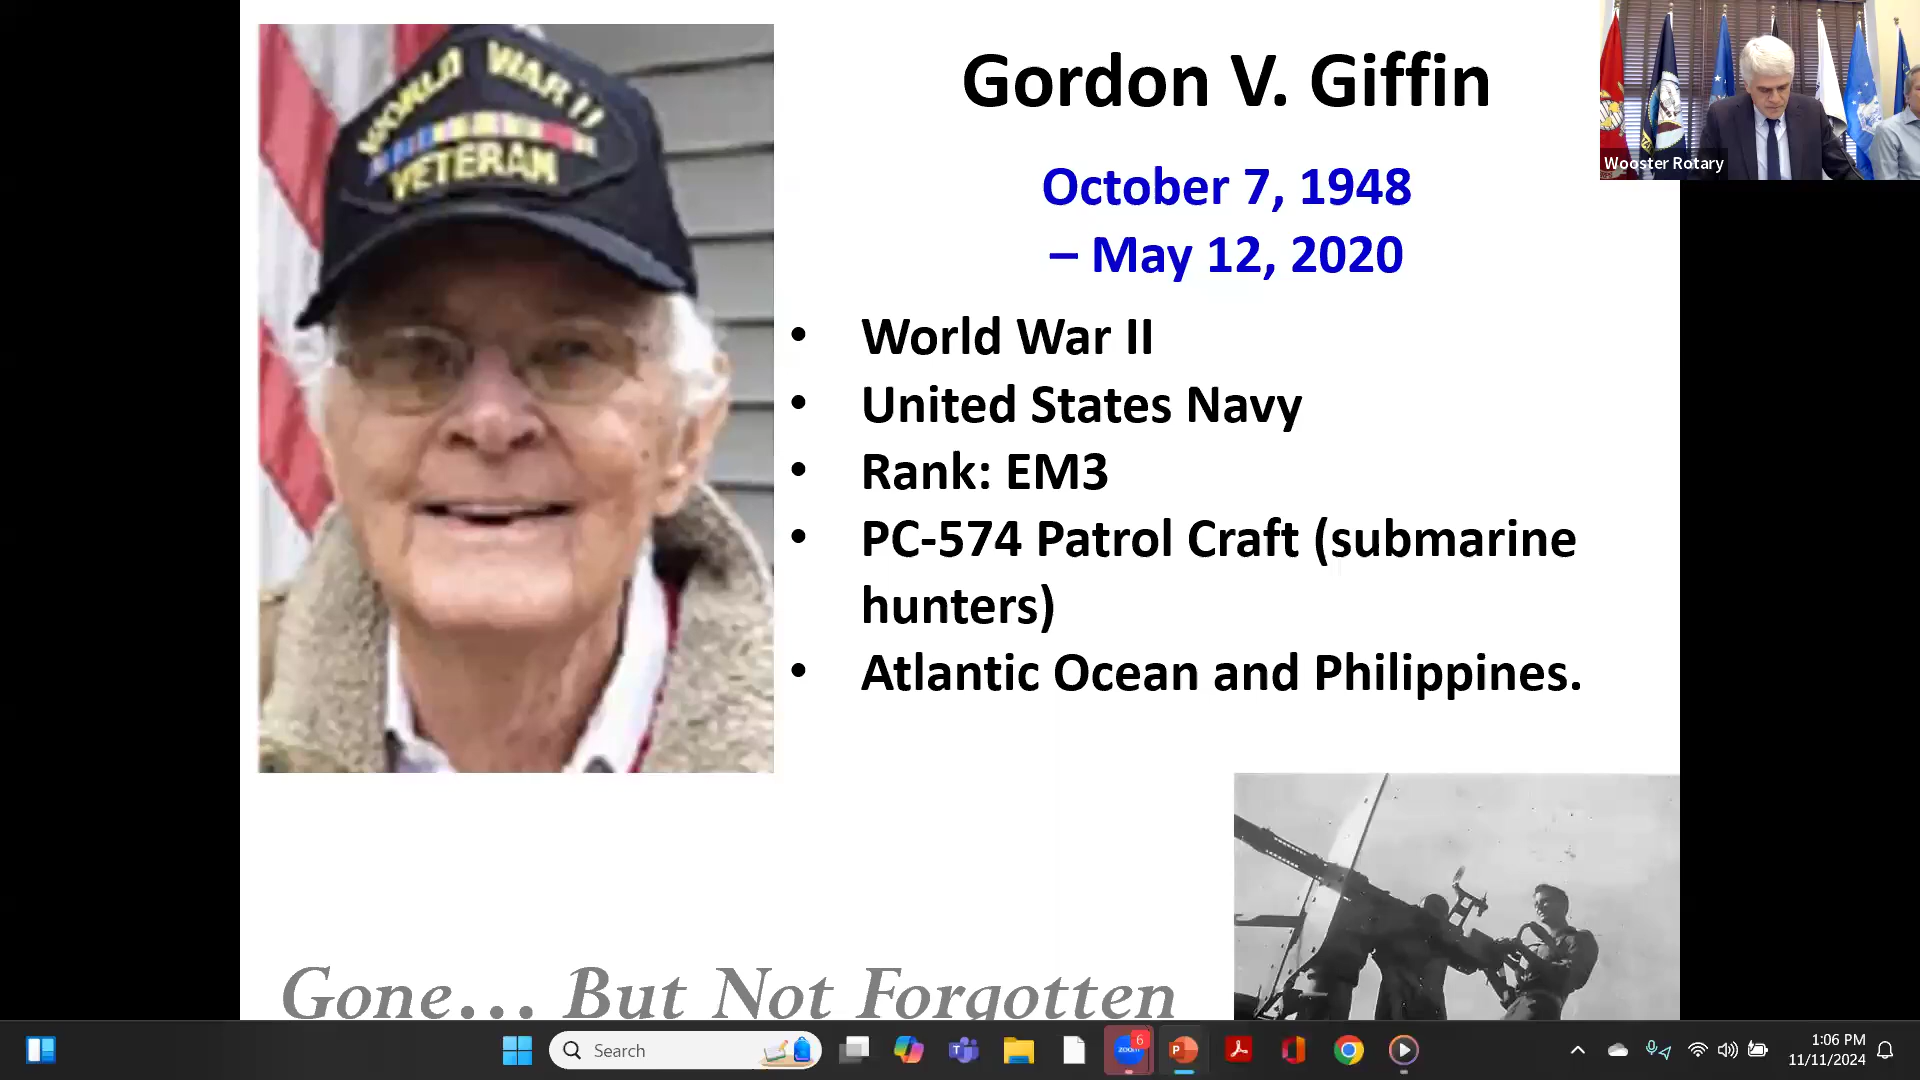 WORLD WAR II
VETERAN
Gordon V. Giffin
October 7, 1948
– May 12, 2020
• World War II
• United States Navy
• Rank: EM3
• PC-574 Patrol Craft (submarine
hunters)
• Atlantic Ocean and Philippines.
Gone… But Not Forgotten
Wooster Rotary
Search
zoom
6
1:06 PM
11/11/2024